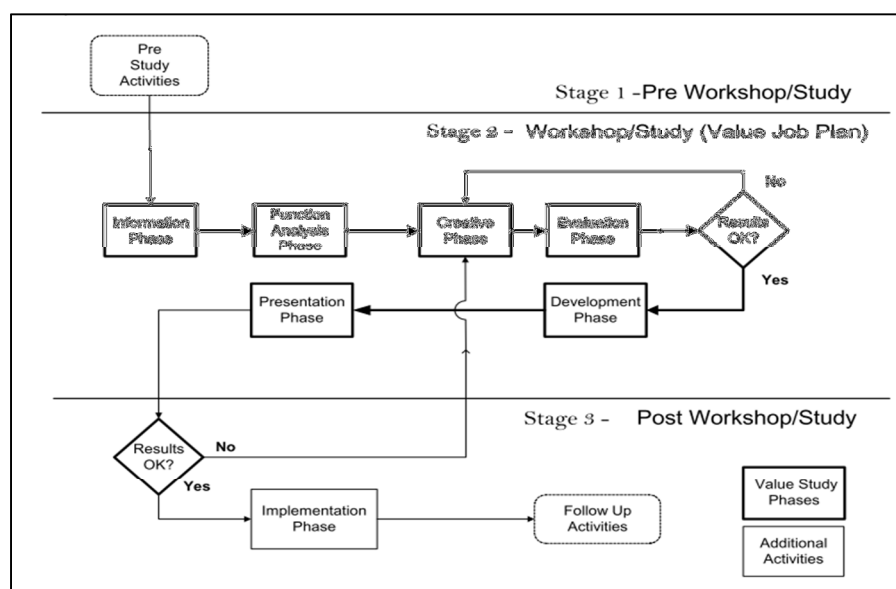 Pre
Study
Activities
Stage 1 -Pre Workshop/Study
Stage 2 - Workshop/Study (Value Job Plan)
No
Information
Phase
Function
Analysis
Phase
Creative
Phase
Evaluation
Phase
Results
OK?
Yes
Presentation
Phase
Development
Phase
Stage 3 - Post Workshop/Study
Results
OK?
No
Yes
Implementation
Phase
Follow Up
Activities
Value Study
Phases
Additional
Activities